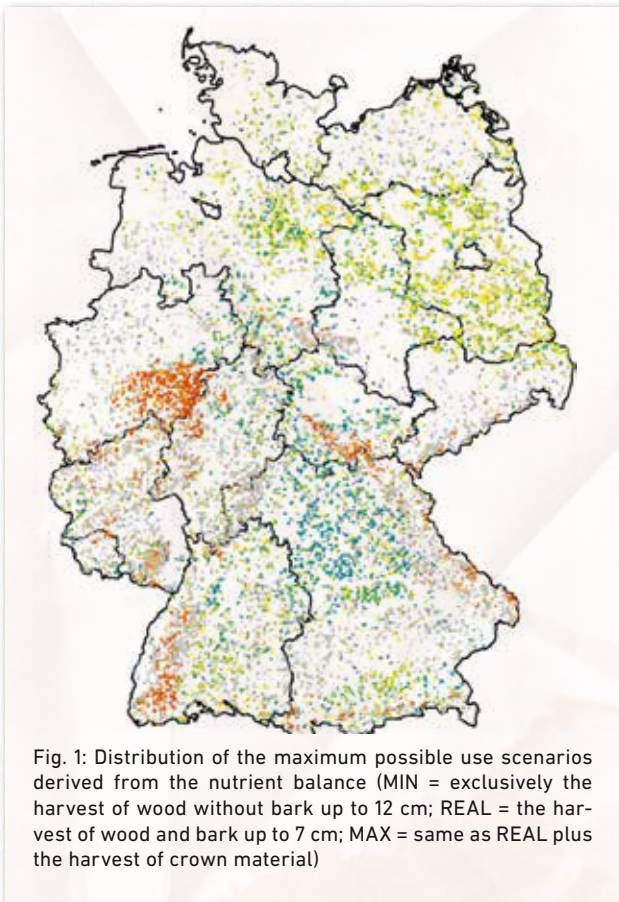 Fig. 1: Distribution of the maximum possible use scenarios
derived from the nutrient balance (MIN = exclusively the
harvest of wood without bark up to 12 cm; REAL = the har-
vest of wood and bark up to 7 cm; MAX = same as REAL plus
the harvest of crown material)